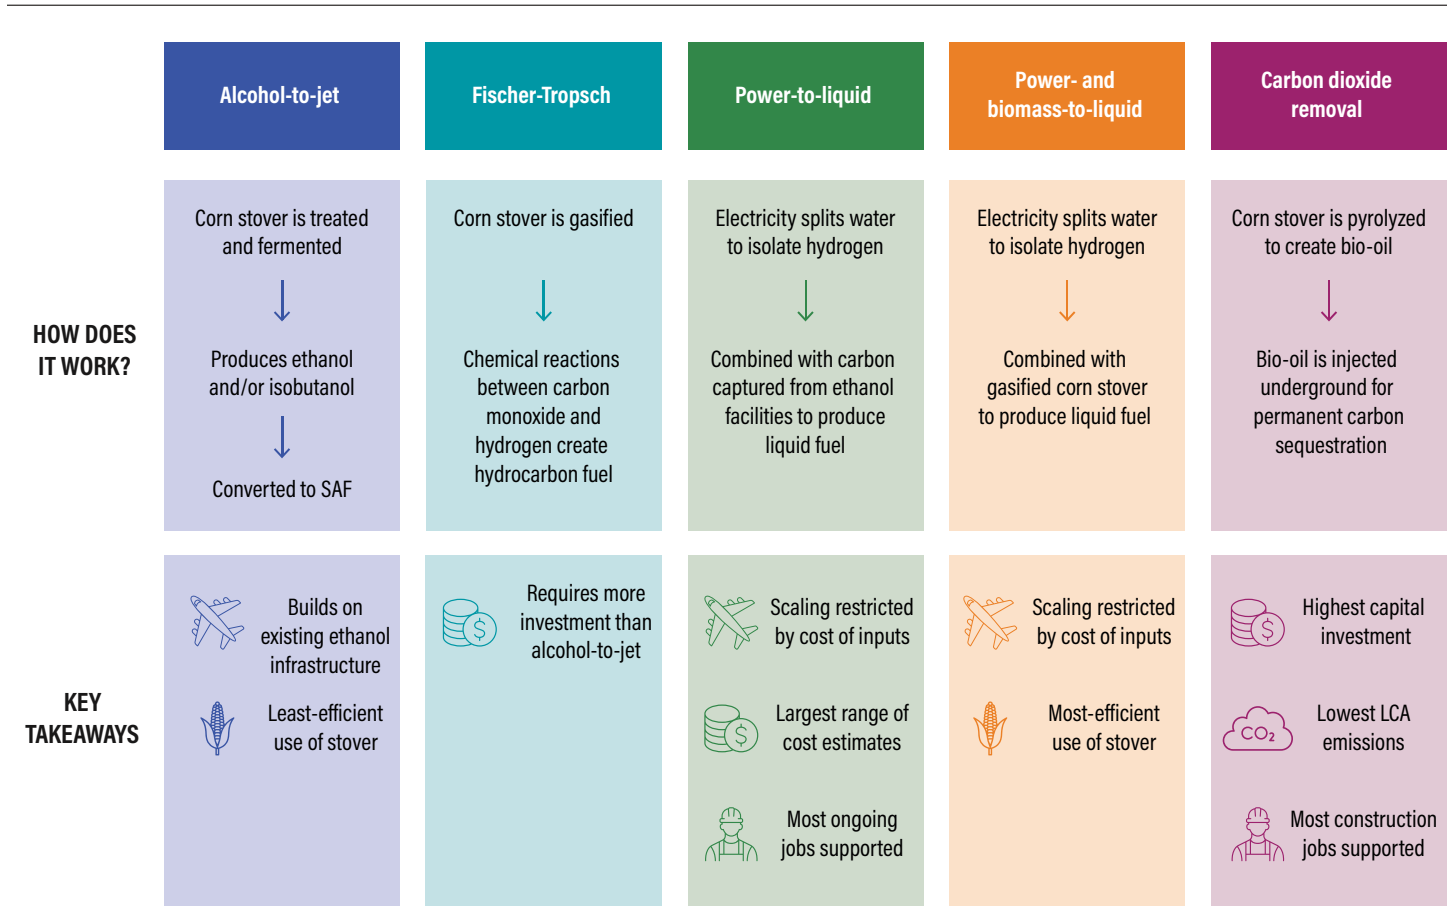 Alcohol-to-jet
Fischer-Tropsch
Power-to-liquid
Power- and
biomass-to-liquid
Carbon dioxide
removal
HOW DOES
IT WORK?
Corn stover is treated
and fermented
Produces ethanol
and/or isobutanol
Converted to SAF
Corn stover is gasified
Chemical reactions
between carbon
monoxide and
hydrogen create
hydrocarbon fuel
Electricity splits water
to isolate hydrogen
Combined with carbon
captured from ethanol
facilities to produce
liquid fuel
Electricity splits water
to isolate hydrogen
Combined with
gasified corn stover
to produce liquid fuel
Corn stover is pyrolyzed
to create bio-oil
Bio-oil is injected
underground for
permanent carbon
sequestration
KEY
TAKEAWAYS
Builds on
existing ethanol
infrastructure
Least-efficient
use of stover
$
Requires more
investment than
alcohol-to-jet
Scaling restricted
by cost of inputs
$
Largest range of
cost estimates
Most ongoing
jobs supported
Scaling restricted
by cost of inputs
Most-efficient
use of stover
$
Highest capital
investment
CO₂
Lowest LCA
emissions
Most construction
jobs supported